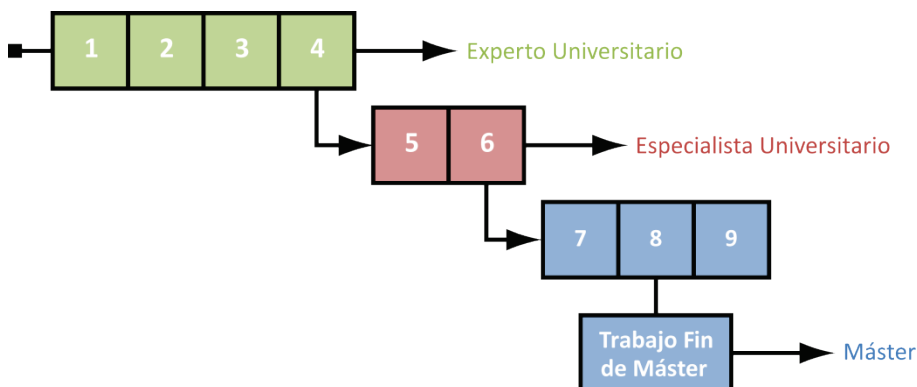 1 2 3 4 Experto Universitario
5 6 Especialista Universitario
7 8 9
Trabajo Fin
de Máster
Máster